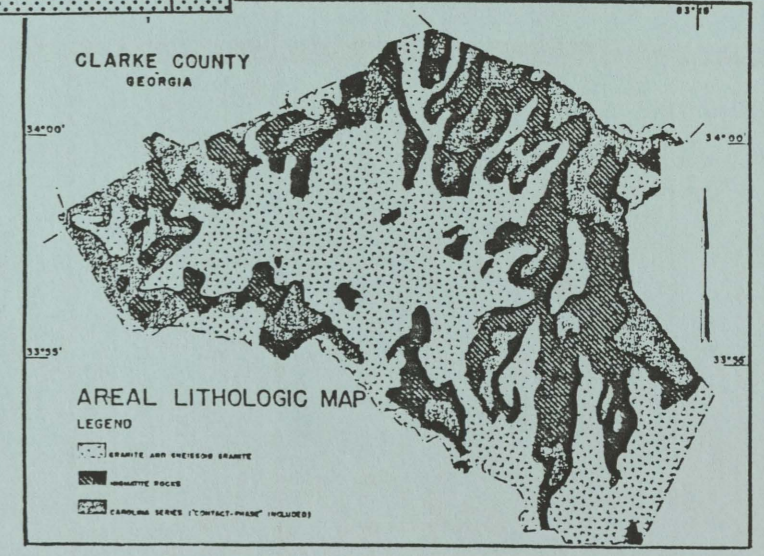 83°15'
CLARKE COUNTY
GEORGIA
34°00'
34°00'
33°55'
33°55'
AREAL LITHOLOGIC MAP
LEGEND
GRANITE AND GNEISSOID GRANITE
MIGMATITE ROCKS
CAROLINA SERIES ("CONTACT-PHASE" INCLUDED)